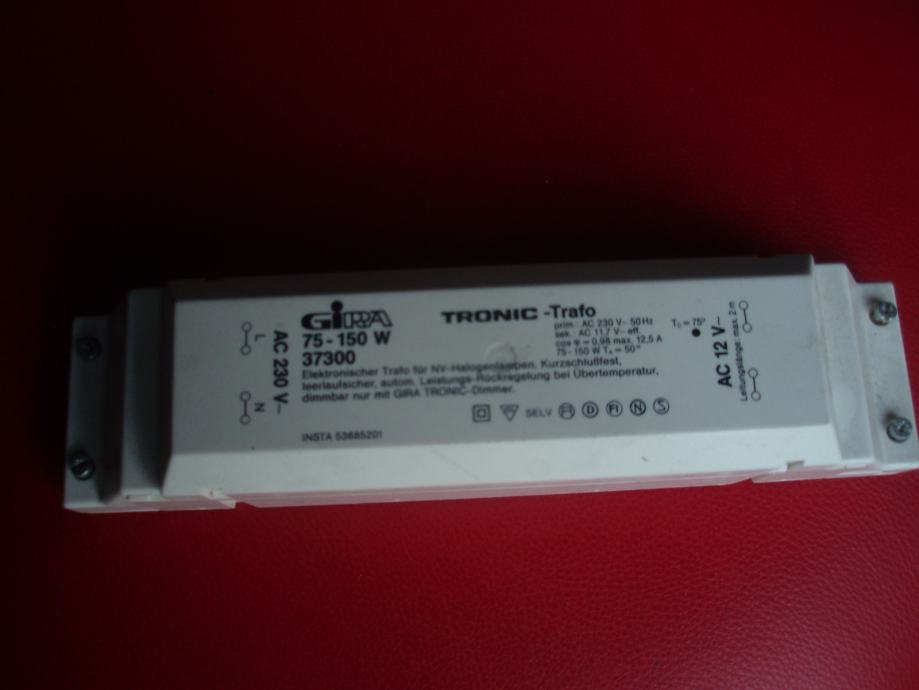 GIRA
75-150 W
37300
TRONIC-Trafo
prim.: AC 230 V~ 50Hz
sek.: AC 11,7 V~ eff.
cos φ = 0,98 max. 12,5 A
75-150 W Ta = 50°
Tc = 75°
Elektronischer Trafo für NV-Halogenlampen. Kurzschlußfest,
leerlaufsicher, autom. Leistungs-Rückregelung bei Übertemperatur,
dimmbar nur mit GIRA TRONIC-Dimmer.
SELV D FI N S
INSTA 53685201
L
AC 230 V~
N
AC 12 V~
Leitungslänge: max. 2 m